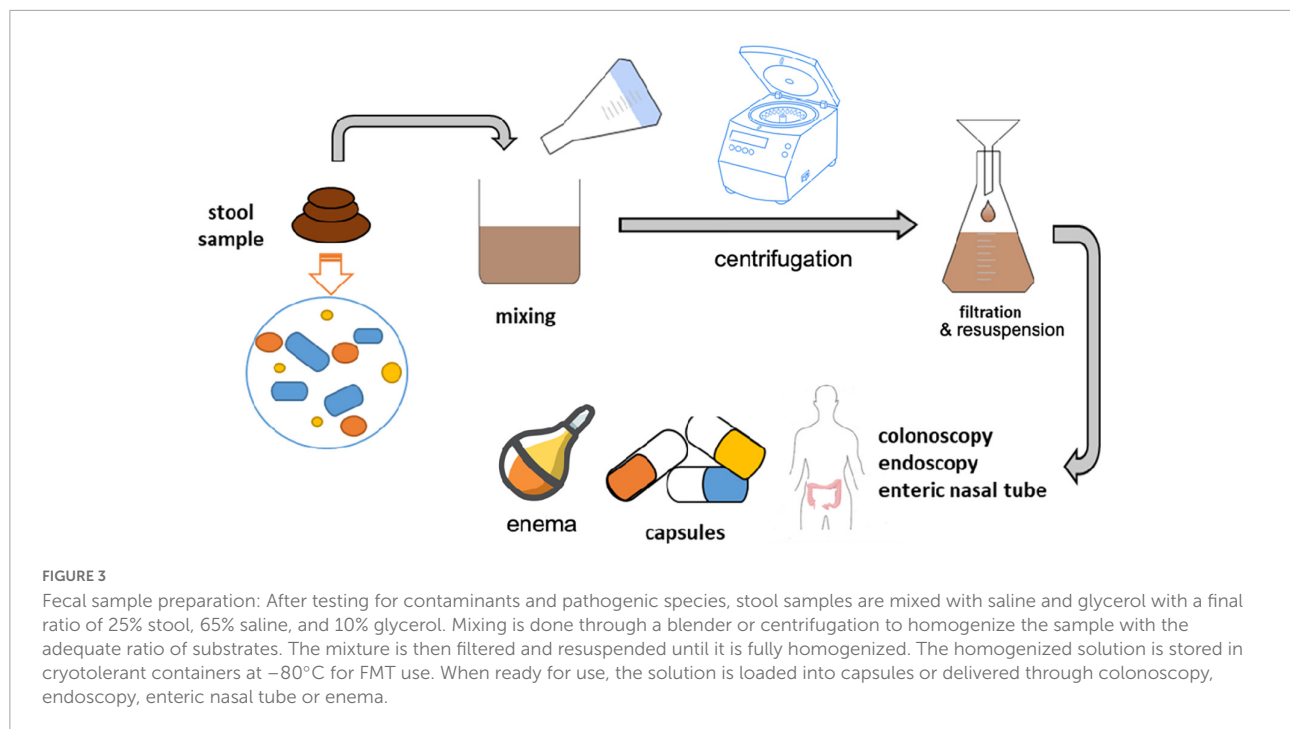 stool
sample
mixing
centrifugation
filtration
& resuspension
enema
capsules
colonoscopy
endoscopy
enteric nasal tube
FIGURE 3
Fecal sample preparation: After testing for contaminants and pathogenic species, stool samples are mixed with saline and glycerol with a final
ratio of 25% stool, 65% saline, and 10% glycerol. Mixing is done through a blender or centrifugation to homogenize the sample with the
adequate ratio of substrates. The mixture is then filtered and resuspended until it is fully homogenized. The homogenized solution is stored in
cryotolerant containers at −80°C for FMT use. When ready for use, the solution is loaded into capsules or delivered through colonoscopy,
endoscopy, enteric nasal tube or enema.